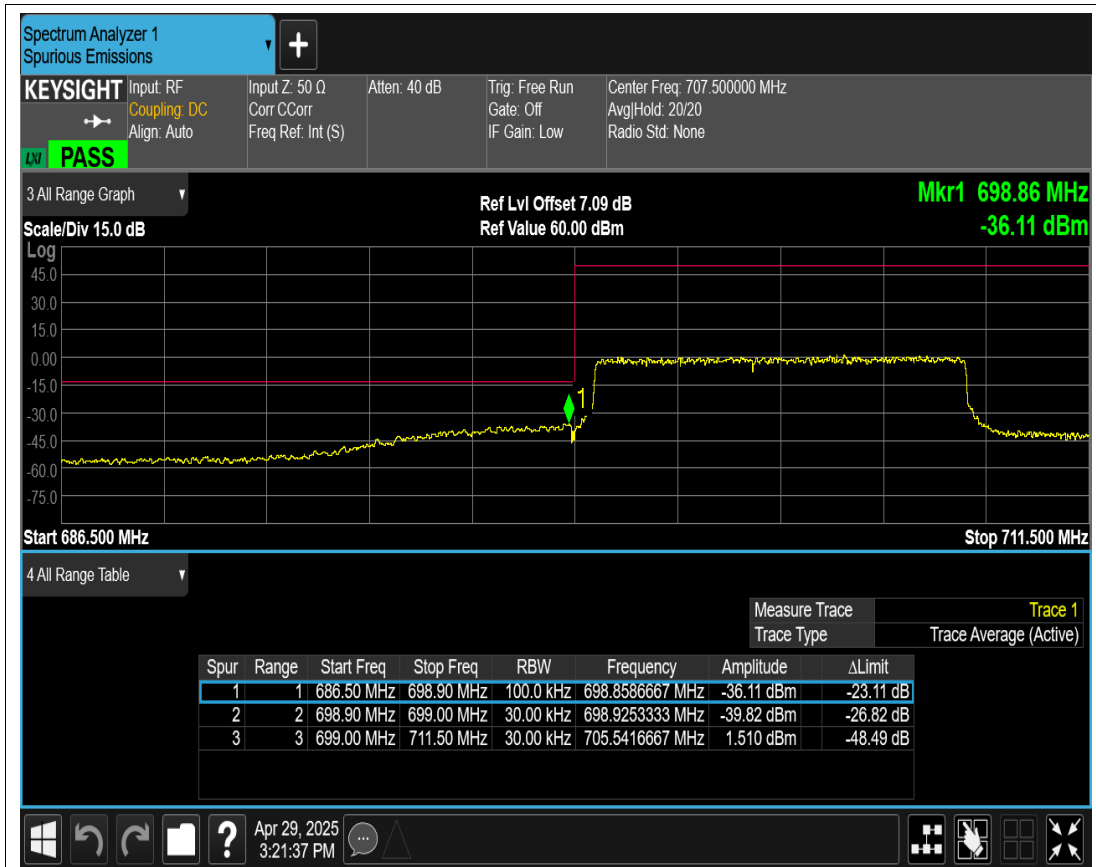 Spectrum Analyzer 1
Spurious Emissions
KEYSIGHT
Input: RF
Coupling: DC
Align: Auto
Input Z: 50 Ω
Corr CCorr
Freq Ref: Int (S)
Atten: 40 dB
Trig: Free Run
Gate: Off
IF Gain: Low
Center Freq: 707.500000 MHz
Avg|Hold: 20/20
Radio Std: None
LXI PASS
3 All Range Graph
Ref Lvl Offset 7.09 dB
Mkr1 698.86 MHz
Scale/Div 15.0 dB
Ref Value 60.00 dBm
-36.11 dBm
Log
45.0
30.0
15.0
0.00
-15.0
-30.0
-45.0
-60.0
-75.0
1
Start 686.500 MHz
Stop 711.500 MHz
4 All Range Table
Measure Trace Trace 1
Trace Type Trace Average (Active)
Spur Range Start Freq Stop Freq RBW Frequency Amplitude ΔLimit
1 1 686.50 MHz 698.90 MHz 100.0 kHz 698.8586667 MHz -36.11 dBm -23.11 dB
2 2 698.90 MHz 699.00 MHz 30.00 kHz 698.9253333 MHz -39.82 dBm -26.82 dB
3 3 699.00 MHz 711.50 MHz 30.00 kHz 705.5416667 MHz 1.510 dBm -48.49 dB
?
Apr 29, 2025
3:21:37 PM